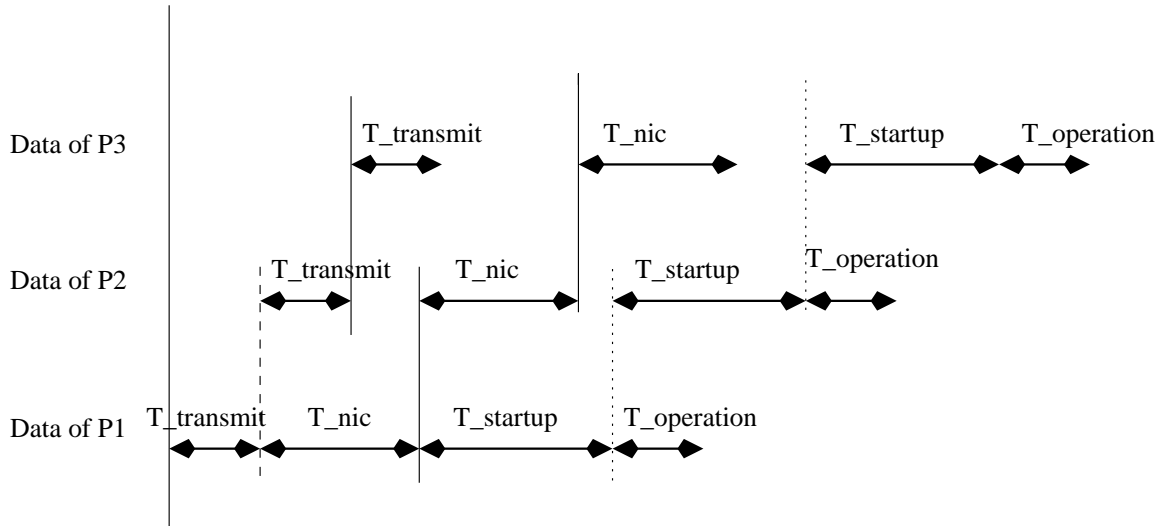 Data of P3 T_transmit T_nic T_startup T_operation
Data of P2 T_transmit T_nic T_startup T_operation
Data of P1 T_transmit T_nic T_startup T_operation